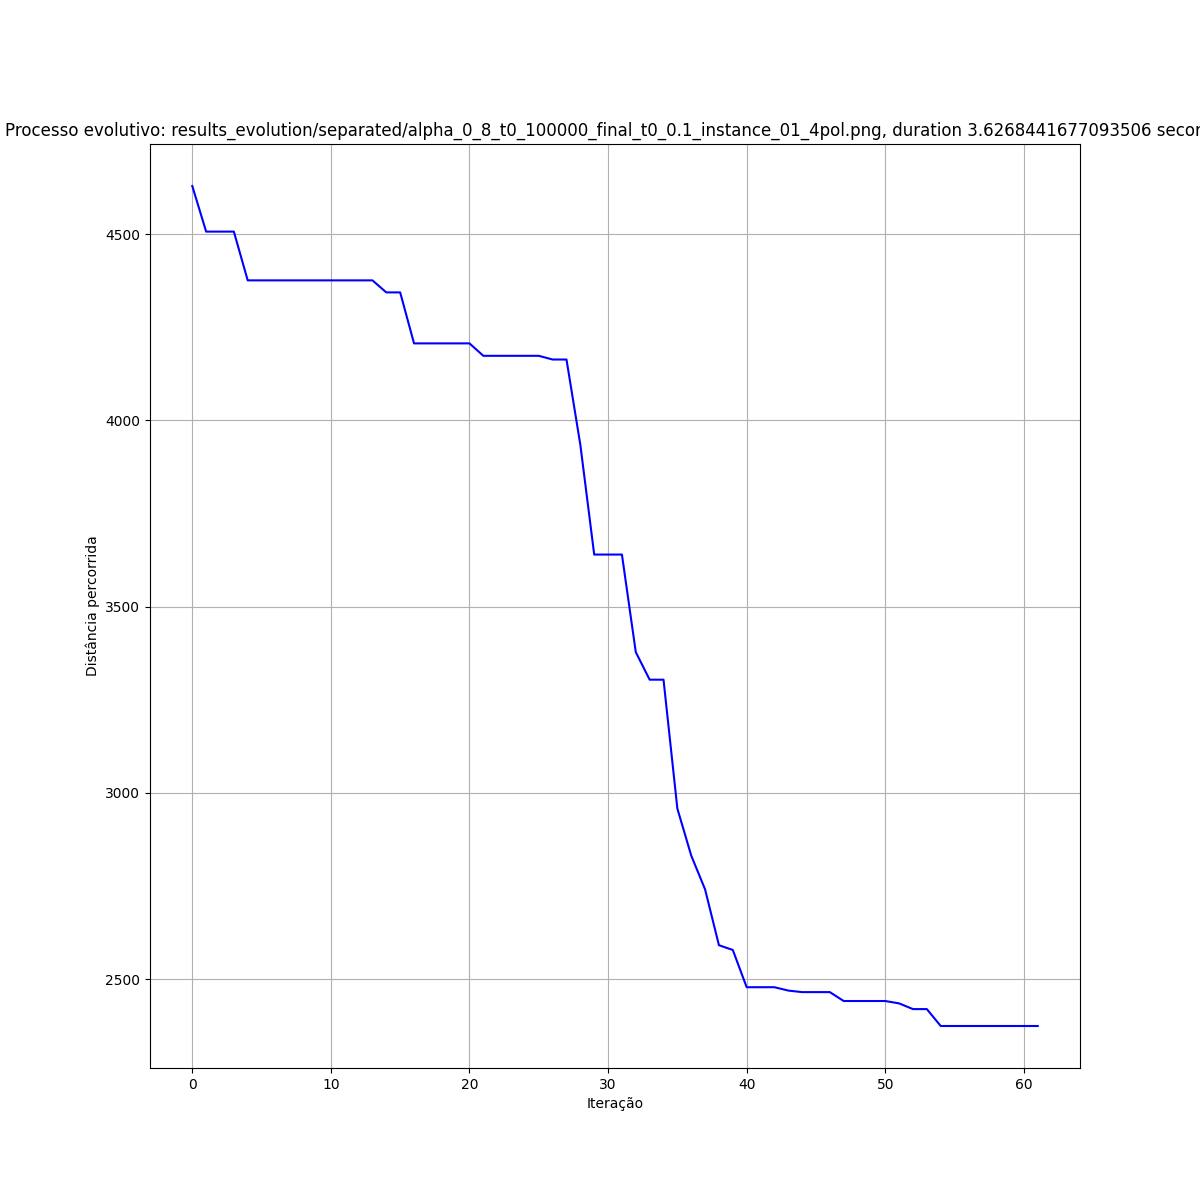 Processo evolutivo: results_evolution/separated/alpha_0_8_t0_100000_final_t0_0.1_instance_01_4pol.png, duration 3.6268441677093506 secon
4500
4000
3500
3000
2500
Distância percorrida
0 10 20 30 40 50 60
Iteração